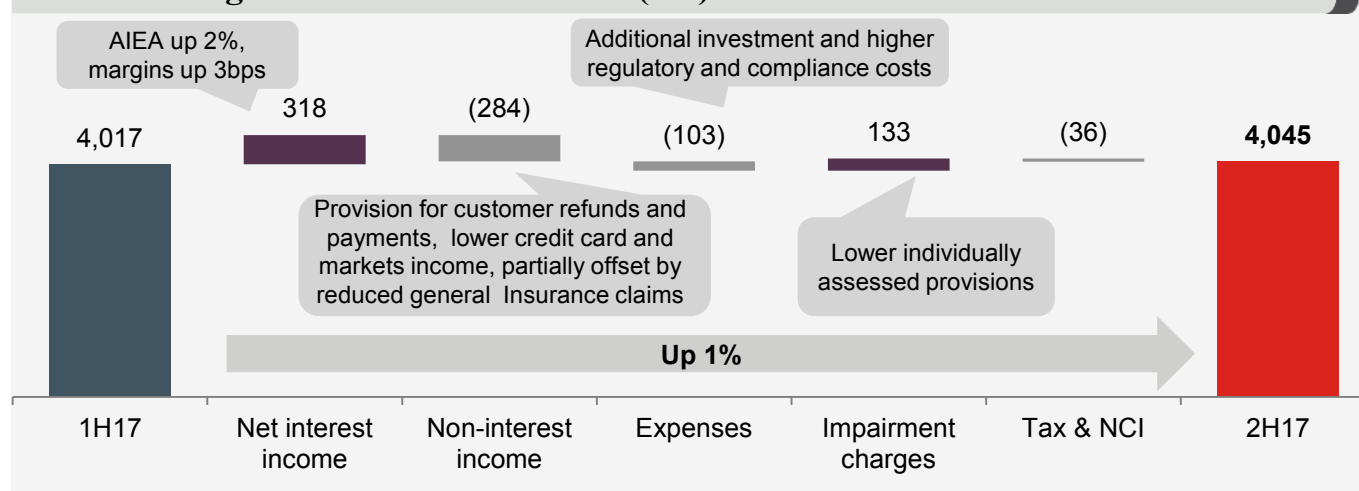 AIEA up 2%,
margins up 3bps
Additional investment and higher
regulatory and compliance costs
4,017
318
(284)
(103)
133
(36)
4,045
Provision for customer refunds and
payments, lower credit card and
markets income, partially offset by
reduced general Insurance claims
Lower individually
assessed provisions
Up 1%
1H17
Net interest
income
Non-interest
income
Expenses
Impairment
charges
Tax & NCI
2H17